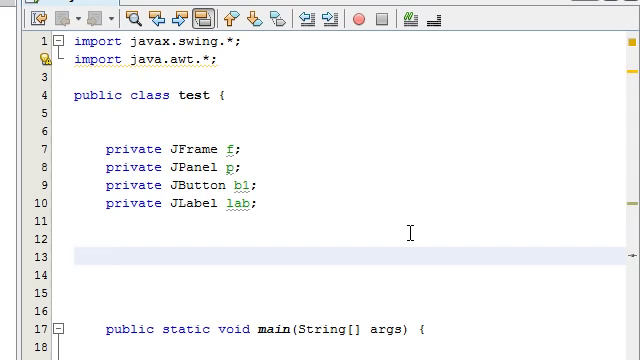 1 import javax.swing.*;
import java.awt.*;
3
4 public class test {
5
6
7 private JFrame f;
8 private JPanel p;
9 private JButton b1;
10 private JLabel lab;
11
12
13
14
15
16
17 public static void main(String[] args) {
18